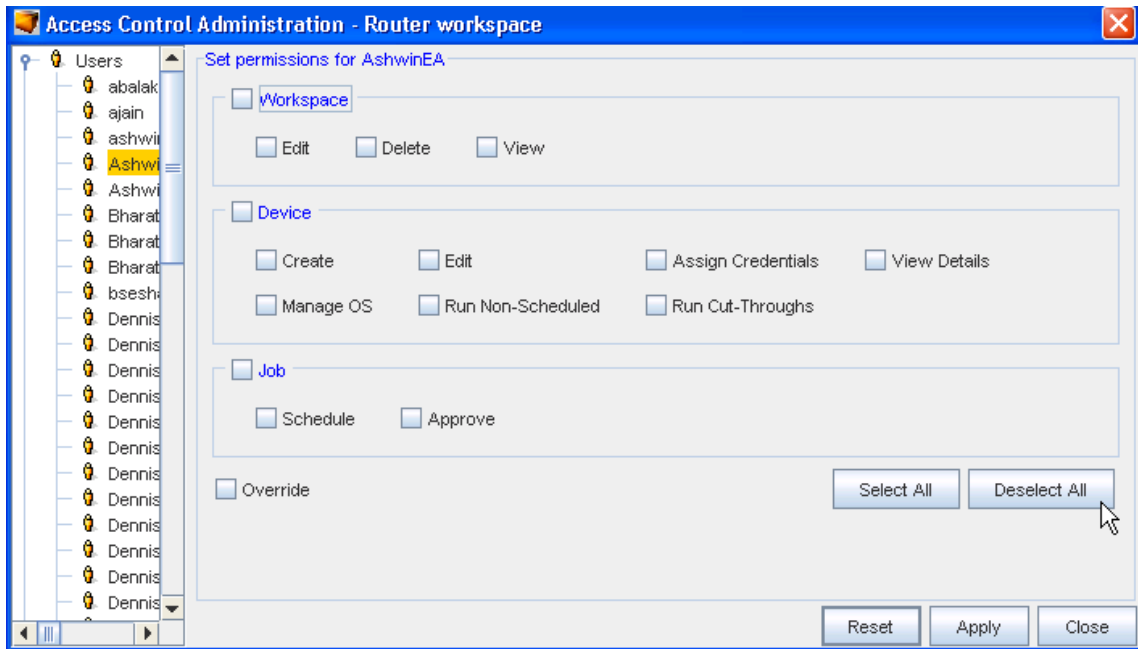 Access Control Administration - Router workspace
Users
abalak
ajain
ashwi
Ashwi
Ashwi
Bharat
Bharat
Bharat
bsesha
Dennis
Dennis
Dennis
Dennis
Dennis
Dennis
Dennis
Dennis
Dennis
Dennis
Dennis
Dennis
Set permissions for AshwinEA
Workspace
Edit Delete View
Device
Create Edit Assign Credentials View Details
Manage OS Run Non-Scheduled Run Cut-Throughs
Job
Schedule Approve
Override Select All Deselect All
Reset Apply Close